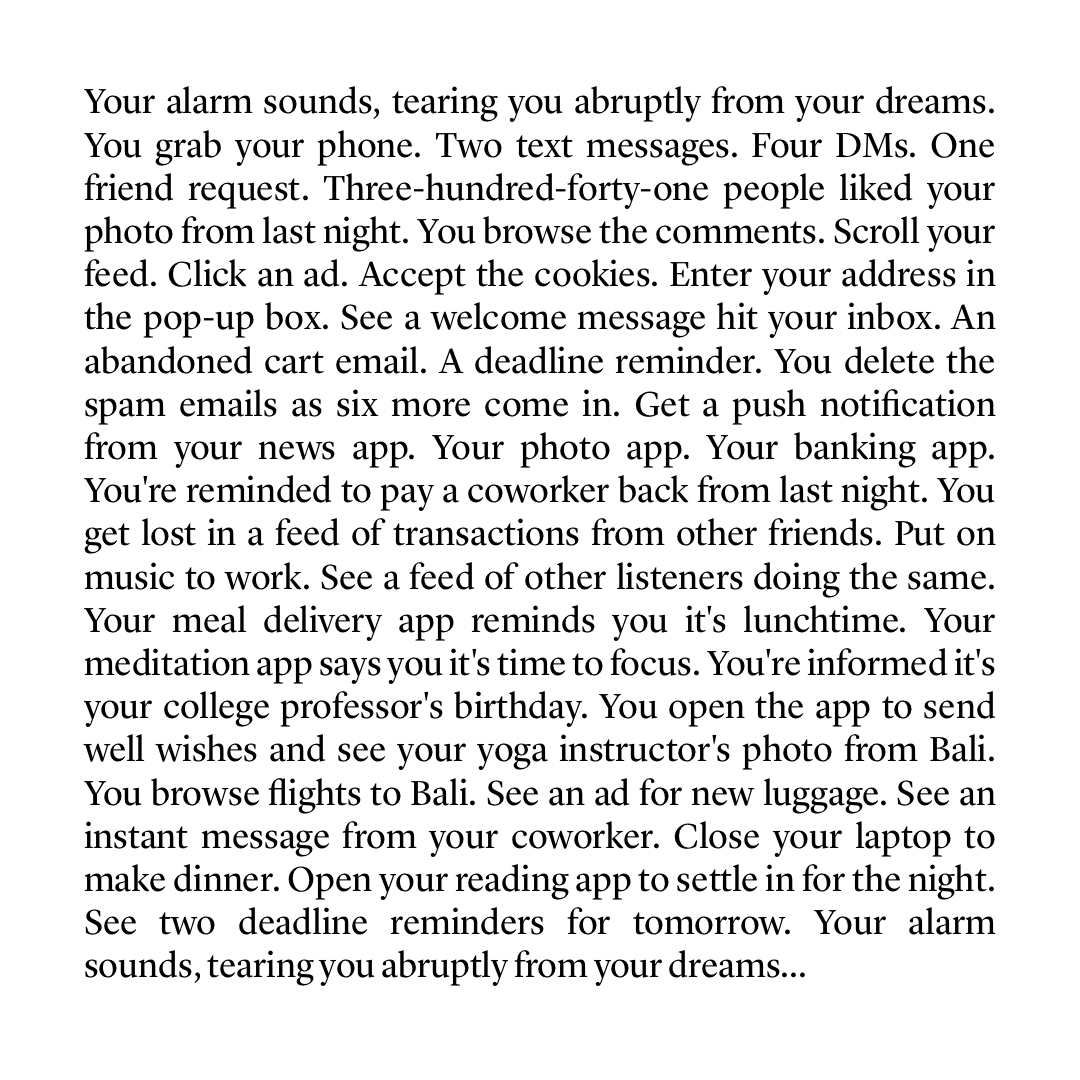 Your alarm sounds, tearing you abruptly from your dreams.
You grab your phone. Two text messages. Four DMs. One
friend request. Three-hundred-forty-one people liked your
photo from last night. You browse the comments. Scroll your
feed. Click an ad. Accept the cookies. Enter your address in
the pop-up box. See a welcome message hit your inbox. An
abandoned cart email. A deadline reminder. You delete the
spam emails as six more come in. Get a push notification
from your news app. Your photo app. Your banking app.
You're reminded to pay a coworker back from last night. You
get lost in a feed of transactions from other friends. Put on
music to work. See a feed of other listeners doing the same.
Your meal delivery app reminds you it's lunchtime. Your
meditation app says you it's time to focus. You're informed it's
your college professor's birthday. You open the app to send
well wishes and see your yoga instructor's photo from Bali.
You browse flights to Bali. See an ad for new luggage. See an
instant message from your coworker. Close your laptop to
make dinner. Open your reading app to settle in for the night.
See two deadline reminders for tomorrow. Your alarm
sounds, tearing you abruptly from your dreams...